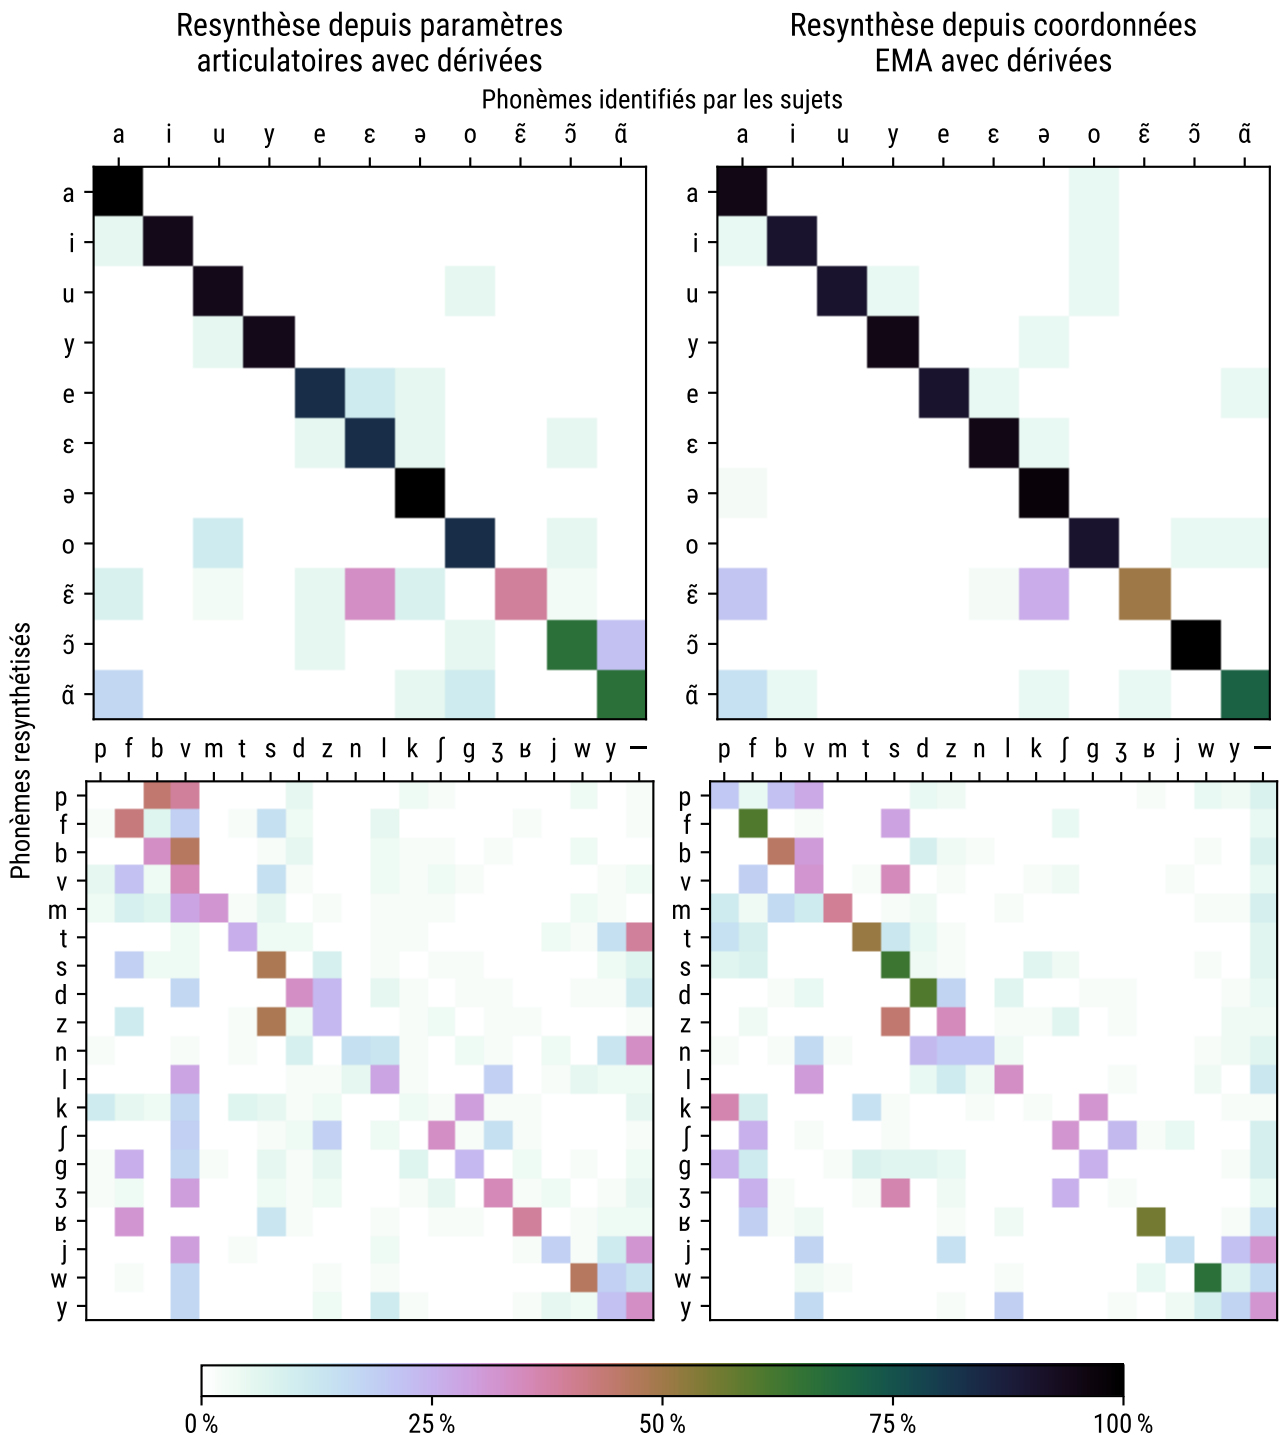 Resynthèse depuis paramètres
articulatoires avec dérivées
Resynthèse depuis coordonnées
EMA avec dérivées
Phonèmes identifiés par les sujets
a i u y e ɛ ə o ɛ̃ ɔ̃ ɑ̃
a i u y e ɛ ə o ɛ̃ ɔ̃ ɑ̃
a
i
u
y
e
ɛ
ə
o
ɛ̃
ɔ̃
ɑ̃
a
i
u
y
e
ɛ
ə
o
ɛ̃
ɔ̃
ɑ̃
Phonèmes resynthétisés
p f b v m t s d z n l k ʃ g ʒ ʁ j w y –
p f b v m t s d z n l k ʃ g ʒ ʁ j w y –
p
f
b
v
m
t
s
d
z
n
l
k
ʃ
g
ʒ
ʁ
j
w
y
p
f
b
v
m
t
s
d
z
n
l
k
ʃ
g
ʒ
ʁ
j
w
y
0 % 25 % 50 % 75 % 100 %